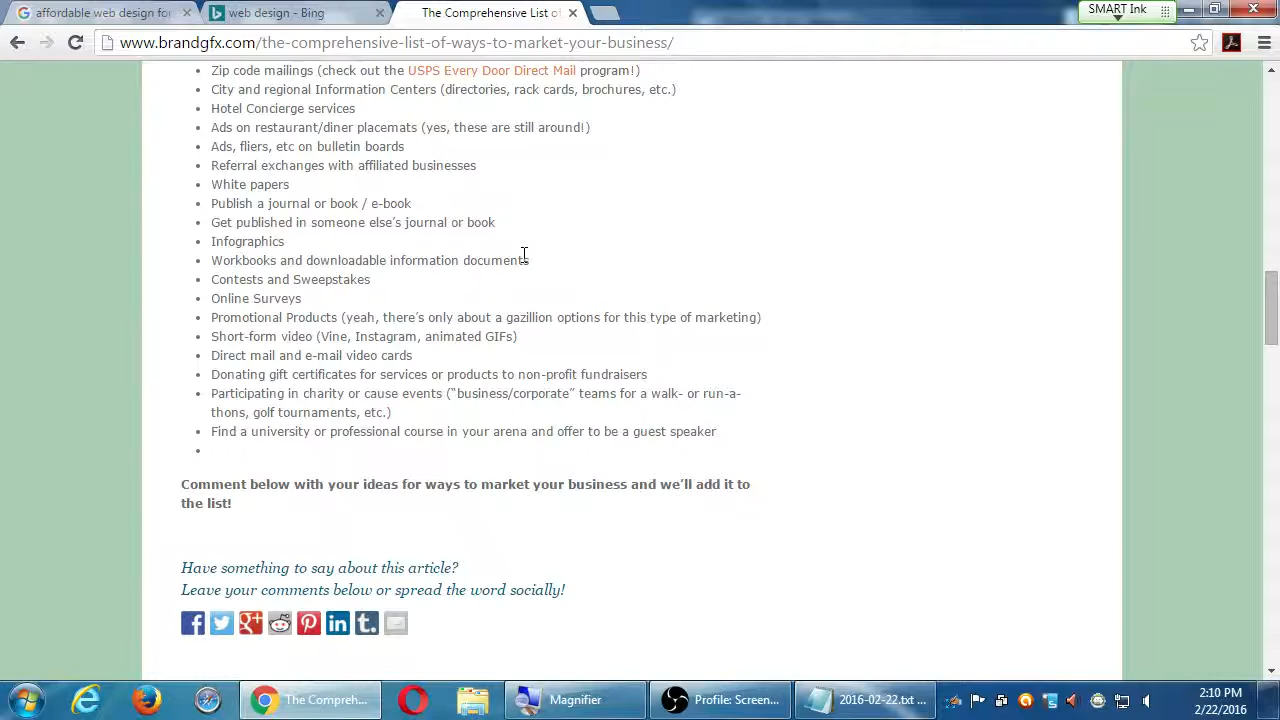 affordable web design for
web design - Bing
The Comprehensive List of
SMART Ink
www.brandgfx.com/the-comprehensive-list-of-ways-to-market-your-business/
Zip code mailings (check out the USPS Every Door Direct Mail program!)
City and regional Information Centers (directories, rack cards, brochures, etc.)
Hotel Concierge services
Ads on restaurant/diner placemats (yes, these are still around!)
Ads, fliers, etc on bulletin boards
Referral exchanges with affiliated businesses
White papers
Publish a journal or book / e-book
Get published in someone else's journal or book
Infographics
Workbooks and downloadable information documents
Contests and Sweepstakes
Online Surveys
Promotional Products (yeah, there's only about a gazillion options for this type of marketing)
Short-form video (Vine, Instagram, animated GIFs)
Direct mail and e-mail video cards
Donating gift certificates for services or products to non-profit fundraisers
Participating in charity or cause events ("business/corporate" teams for a walk- or run-a-
thons, golf tournaments, etc.)
Find a university or professional course in your arena and offer to be a guest speaker
Comment below with your ideas for ways to market your business and we'll add it to
the list!
Have something to say about this article?
Leave your comments below or spread the word socially!
The Compreh...
Magnifier
Profile: Screen...
2016-02-22.txt ...
2:10 PM
2/22/2016